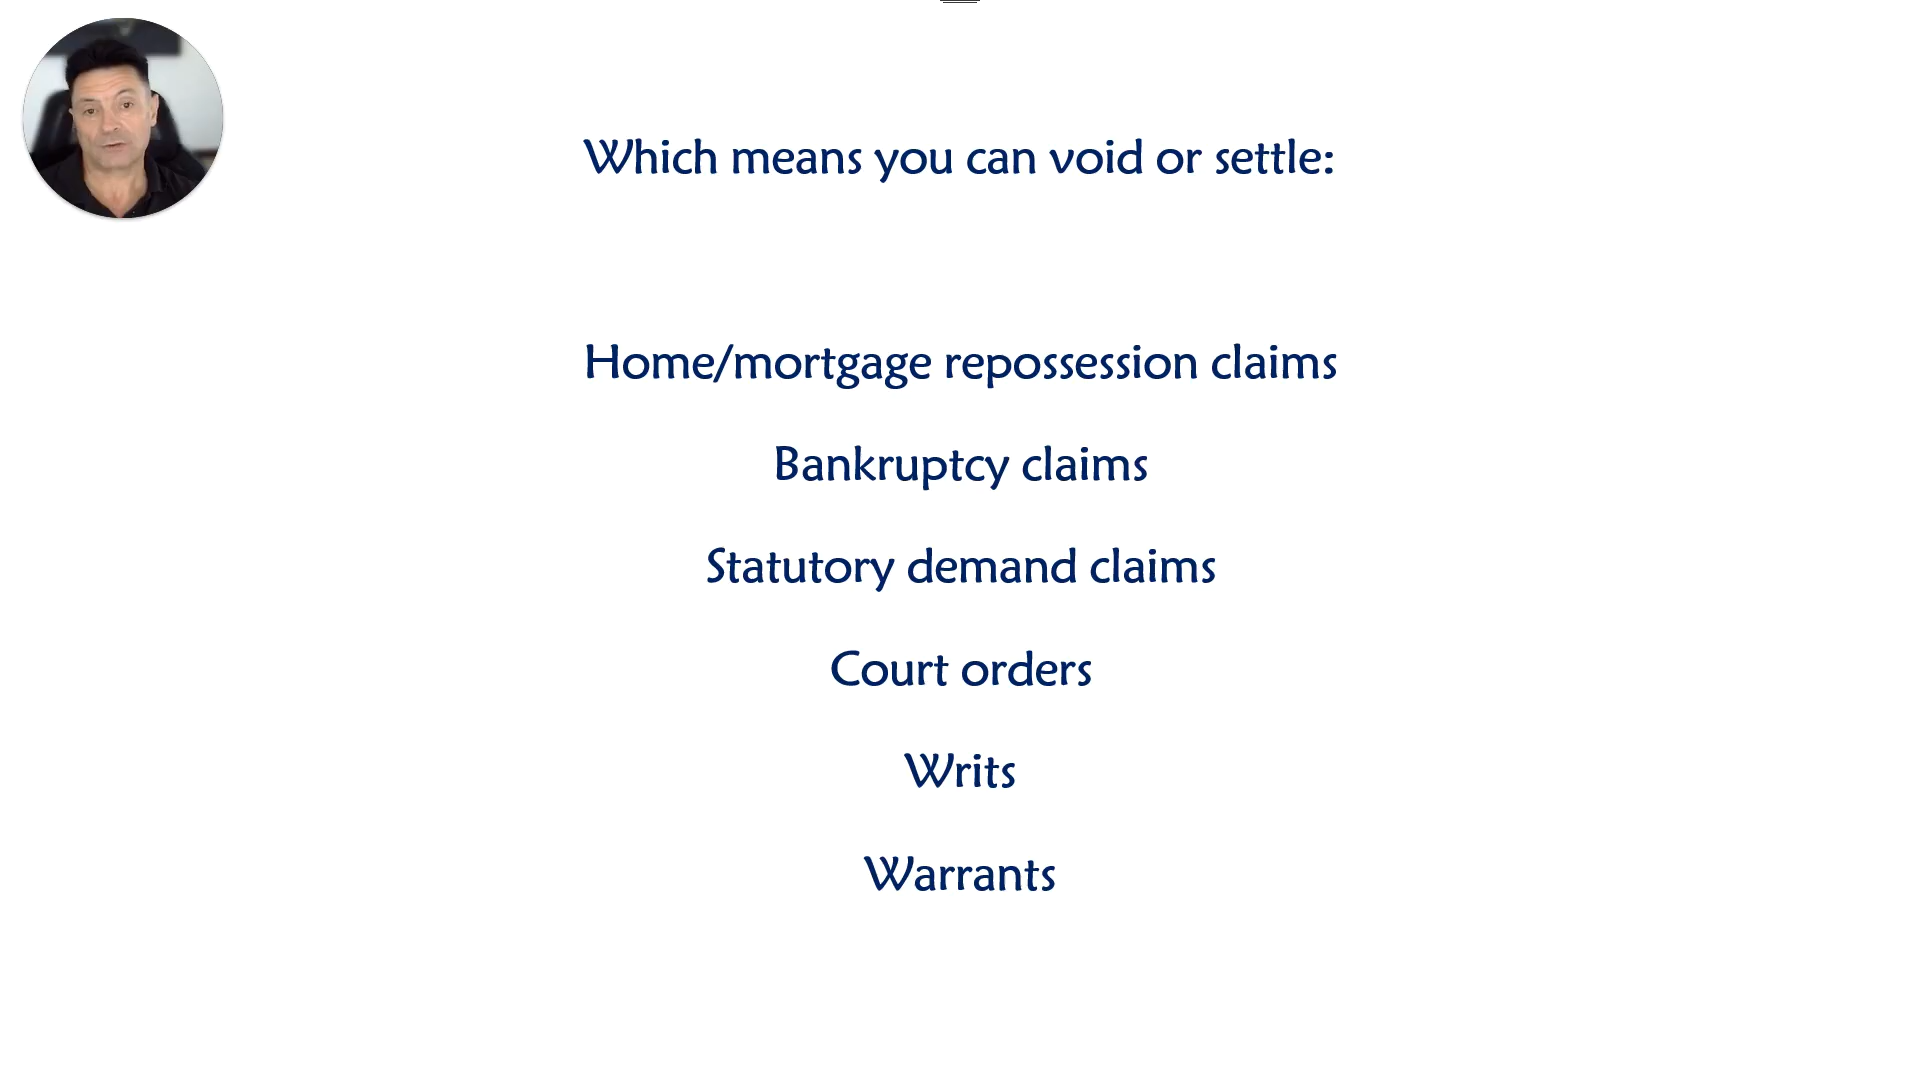 Which means you can void or settle:
Home/mortgage repossession claims
Bankruptcy claims
Statutory demand claims
Court orders
Writs
Warrants